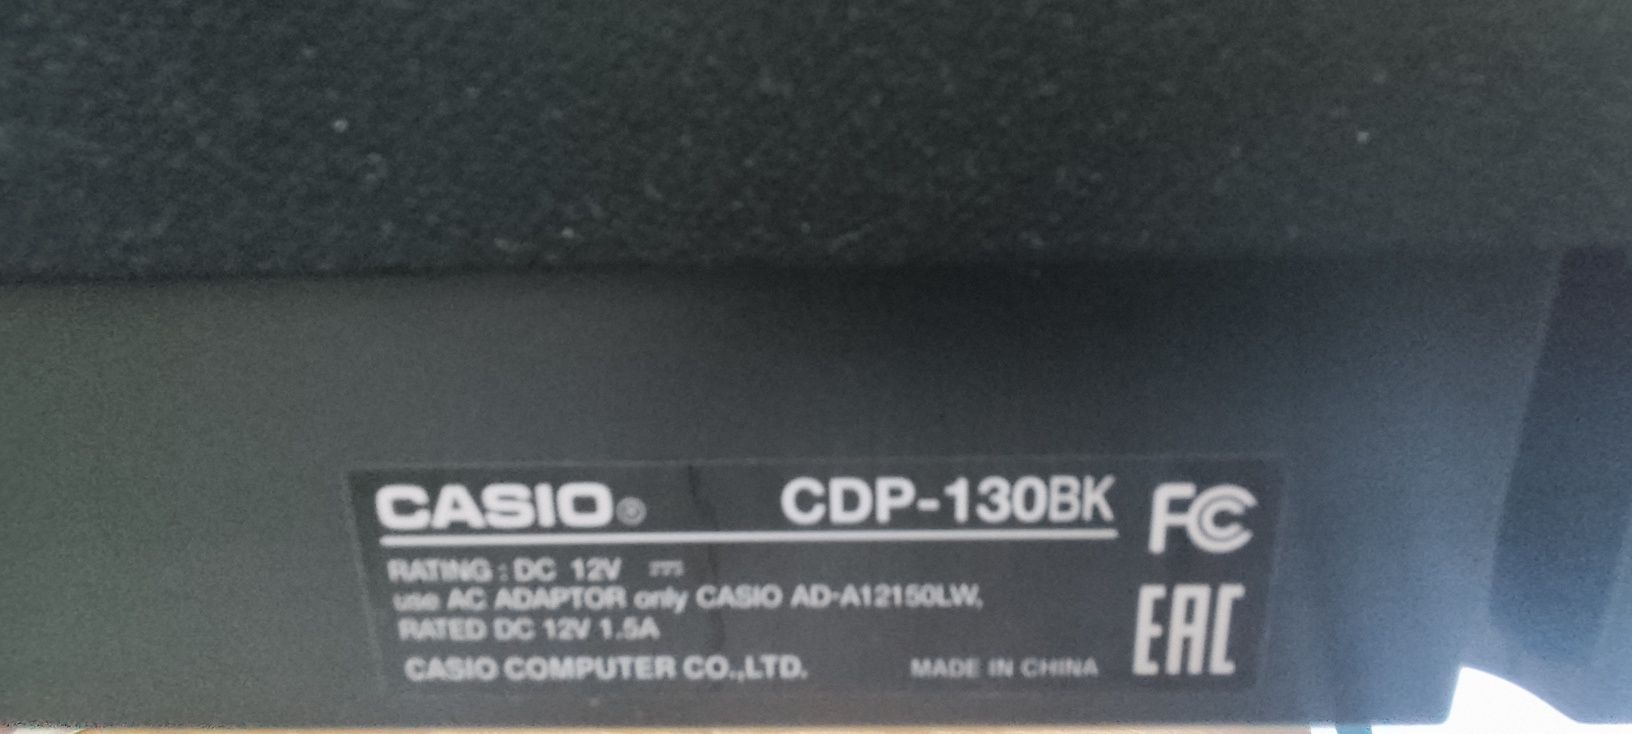 CASIO® CDP-130BK FC
RATING : DC 12V ⎓
use AC ADAPTOR only CASIO AD-A12150LW,
RATED DC 12V 1.5A
EAC
CASIO COMPUTER CO.,LTD. MADE IN CHINA